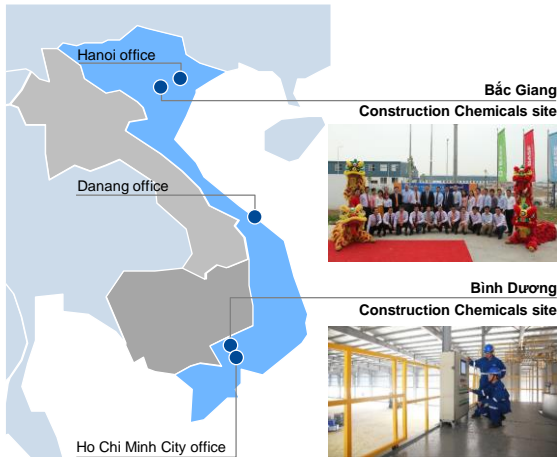 Hanoi office
Bắc Giang
Construction Chemicals site
Danang office
Bình Dương
Construction Chemicals site
Ho Chi Minh City office